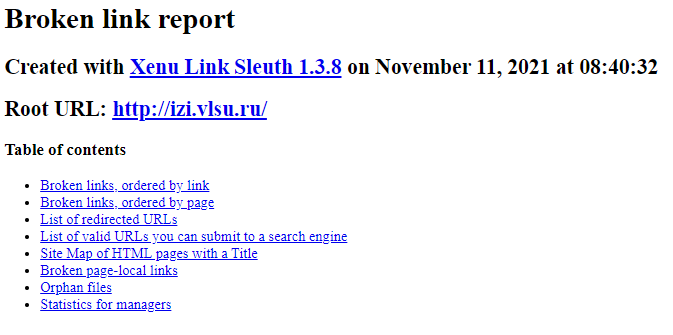 Broken link report
Created with Xenu Link Sleuth 1.3.8 on November 11, 2021 at 08:40:32
Root URL: http://izi.vlsu.ru/
Table of contents
Broken links, ordered by link
Broken links, ordered by page
List of redirected URLs
List of valid URLs you can submit to a search engine
Site Map of HTML pages with a Title
Broken page-local links
Orphan files
Statistics for managers